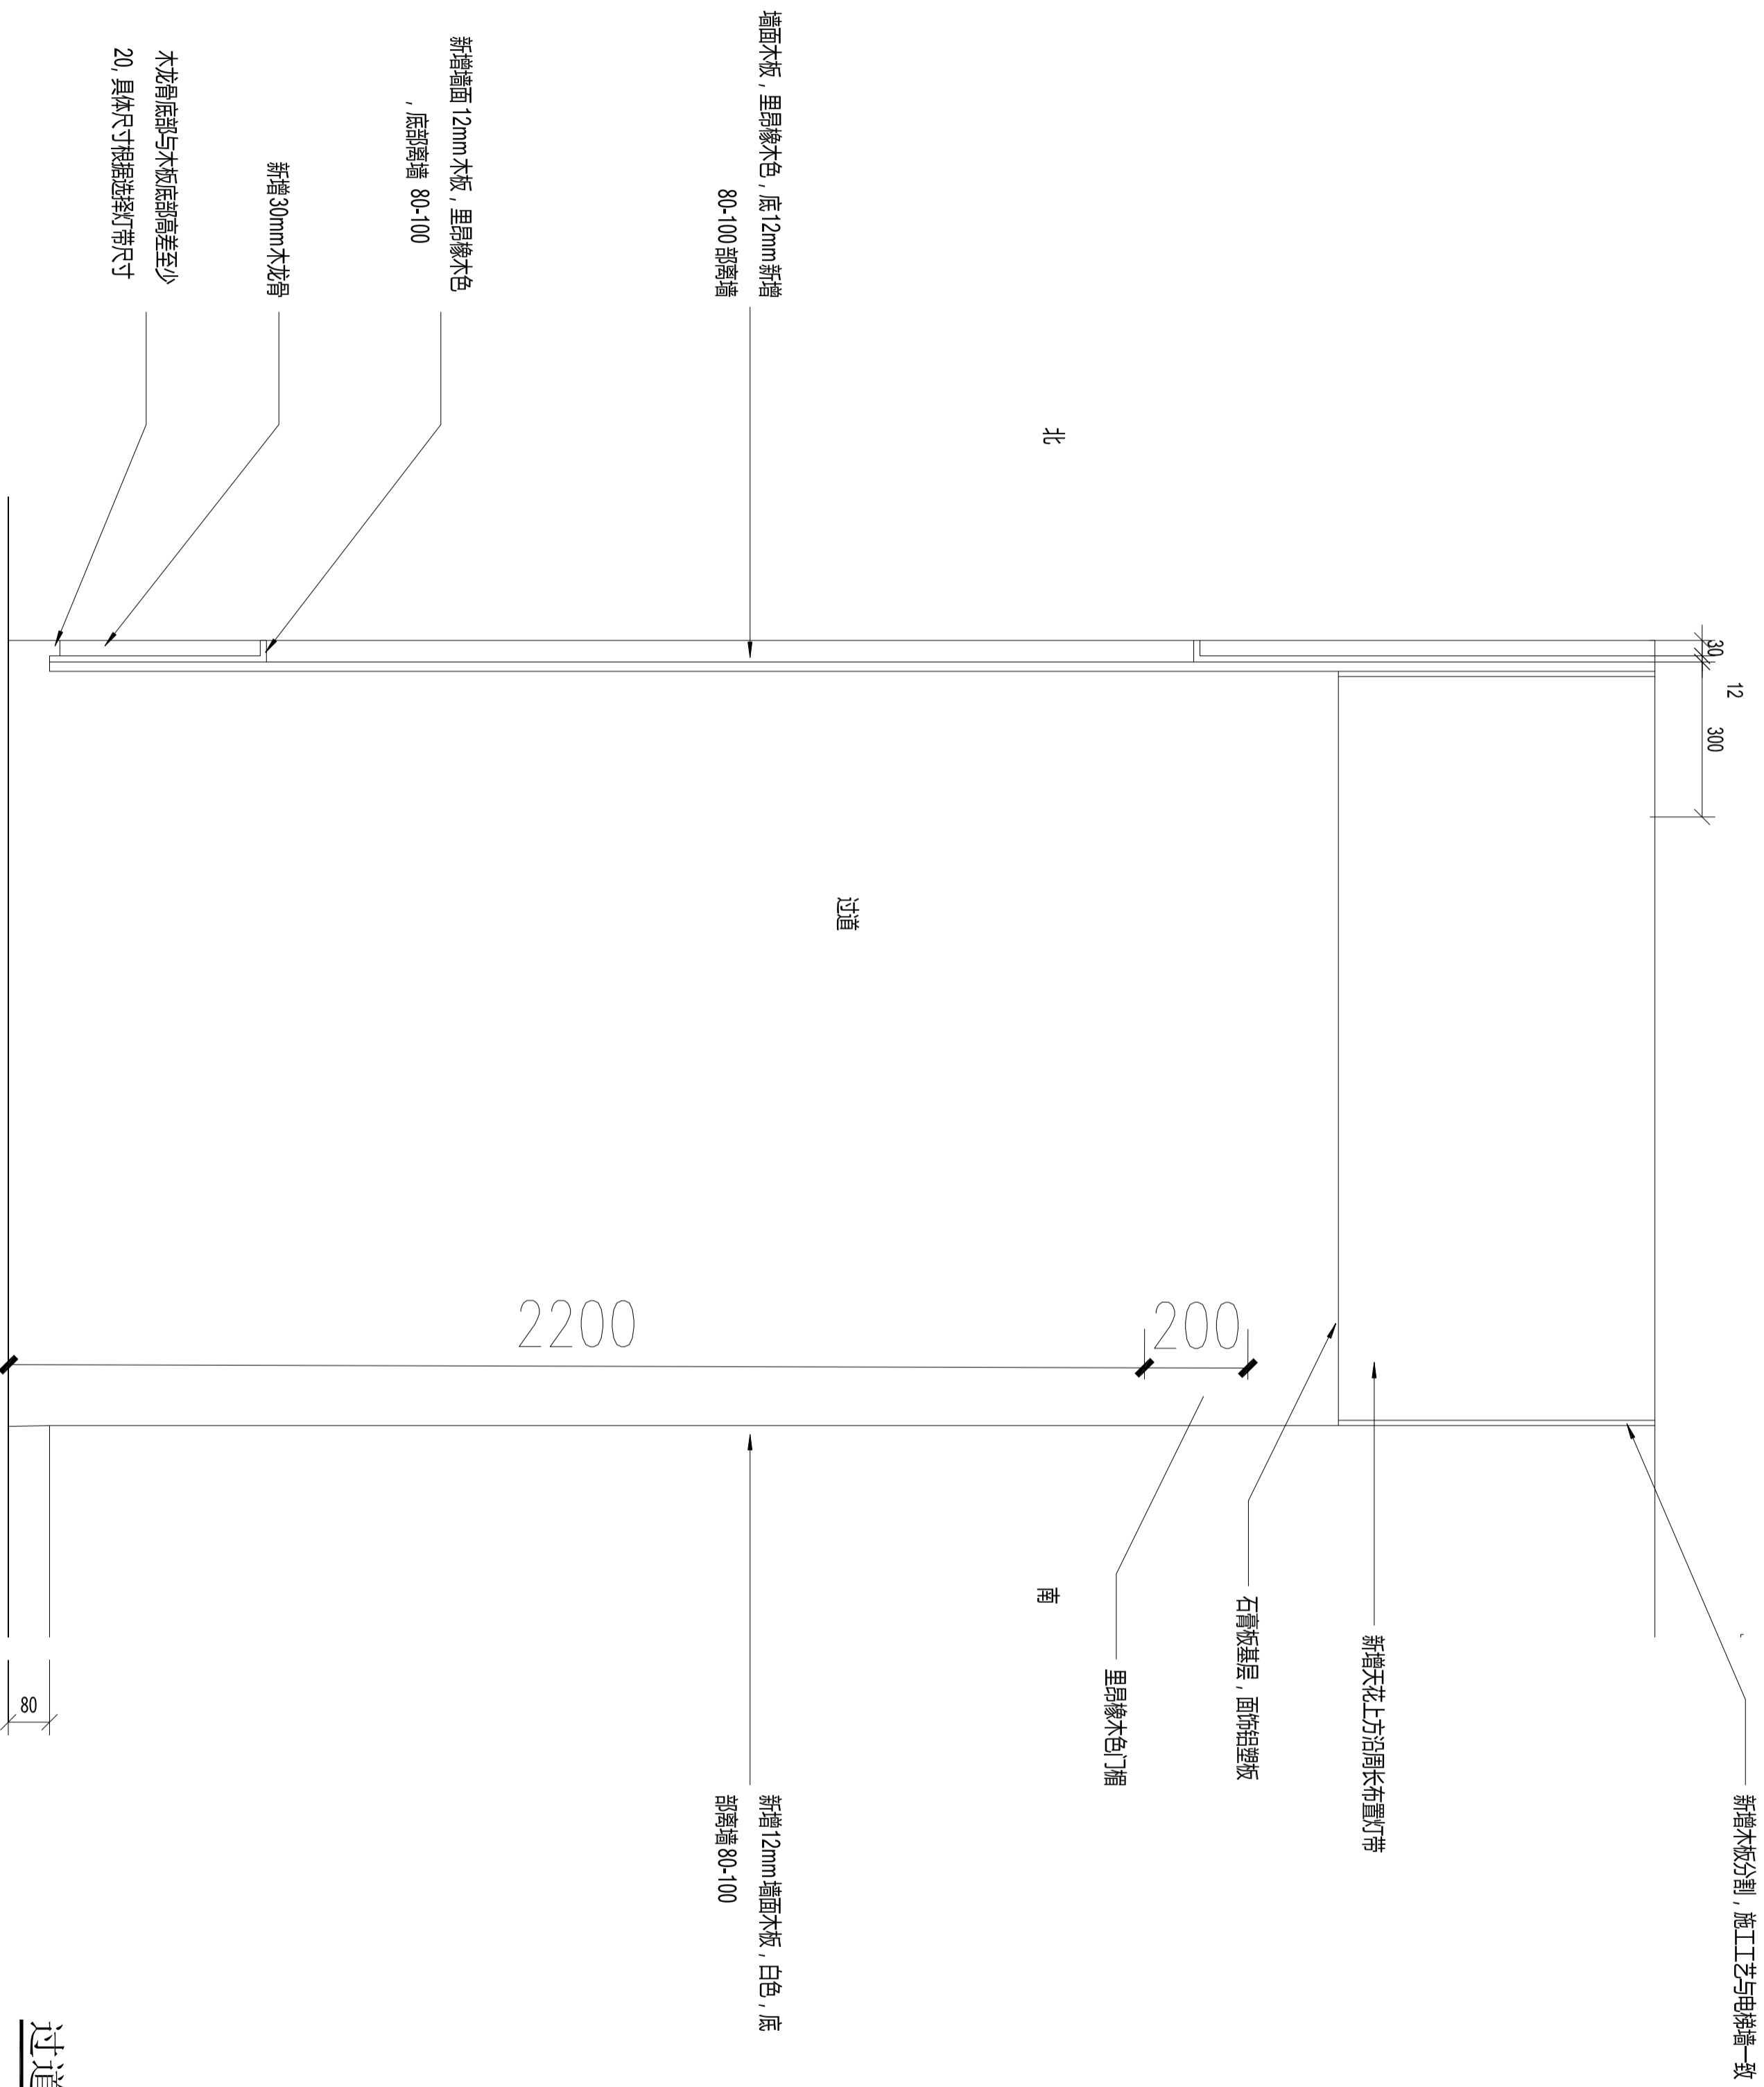 12
30
300
新增木板分割，施工工艺与电梯墙一致
新增天花上方沿周长布置灯带
石膏板基层，面饰铝塑板
200
里昂橡木色门楣
北
南
过道
墙面木板，里昂橡木色，底12mm新增
80-100部离墙
新增12mm墙面木板，白色，底
部离墙80-100
2200
新增墙面12mm木板，里昂橡木色
，底部离墙 80-100
新增30mm木龙骨
木龙骨底部与木板底部高差至少
20, 具体尺寸根据选择灯带尺寸
80
过道